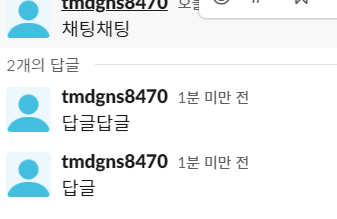 tmdgns8470
채팅채팅
2개의 답글
tmdgns8470 1분 미만 전
답글답글
tmdgns8470 1분 미만 전
답글